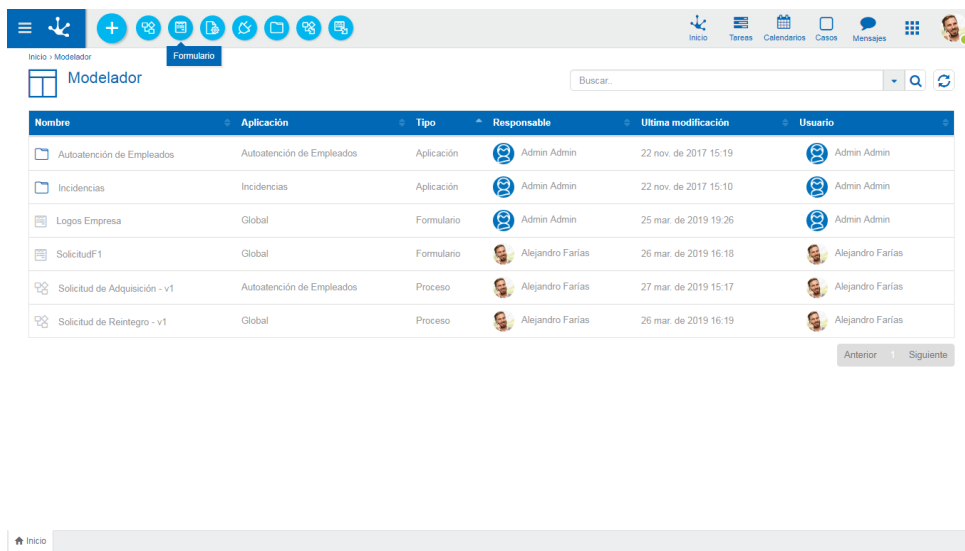 Inicio Tareas Calendarios Casos Mensajes
Inicio > Modelador
Formulario
Modelador
Buscar..
Nombre Aplicación Tipo Responsable Ultima modificación Usuario
Autoatención de Empleados Autoatención de Empleados Aplicación Admin Admin 22 nov. de 2017 15:19 Admin Admin
Incidencias Incidencias Aplicación Admin Admin 22 nov. de 2017 15:10 Admin Admin
Logos Empresa Global Formulario Admin Admin 25 mar. de 2019 19:26 Admin Admin
SolicitudF1 Global Formulario Alejandro Farías 26 mar. de 2019 16:18 Alejandro Farías
Solicitud de Adquisición - v1 Autoatención de Empleados Proceso Alejandro Farías 27 mar. de 2019 15:17 Alejandro Farías
Solicitud de Reintegro - v1 Global Proceso Alejandro Farías 26 mar. de 2019 16:19 Alejandro Farías
Anterior 1 Siguiente
Inicio